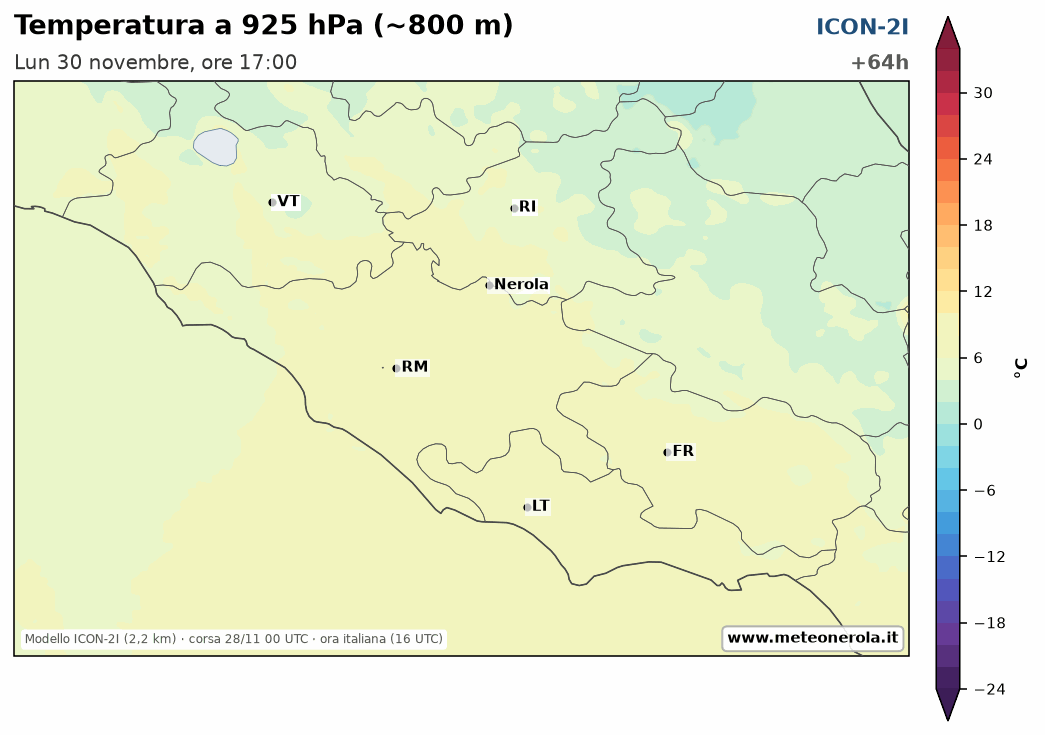 Temperatura a 925 hPa (~800 m)
ICON-2I
Lun 30 novembre, ore 17:00
+64h
VT
RI
Nerola
RM
FR
LT
Modello ICON-2I (2,2 km) · corsa 28/11 00 UTC · ora italiana (16 UTC)
www.meteonerola.it
30
24
18
12
6
0
−6
−12
−18
−24
°C